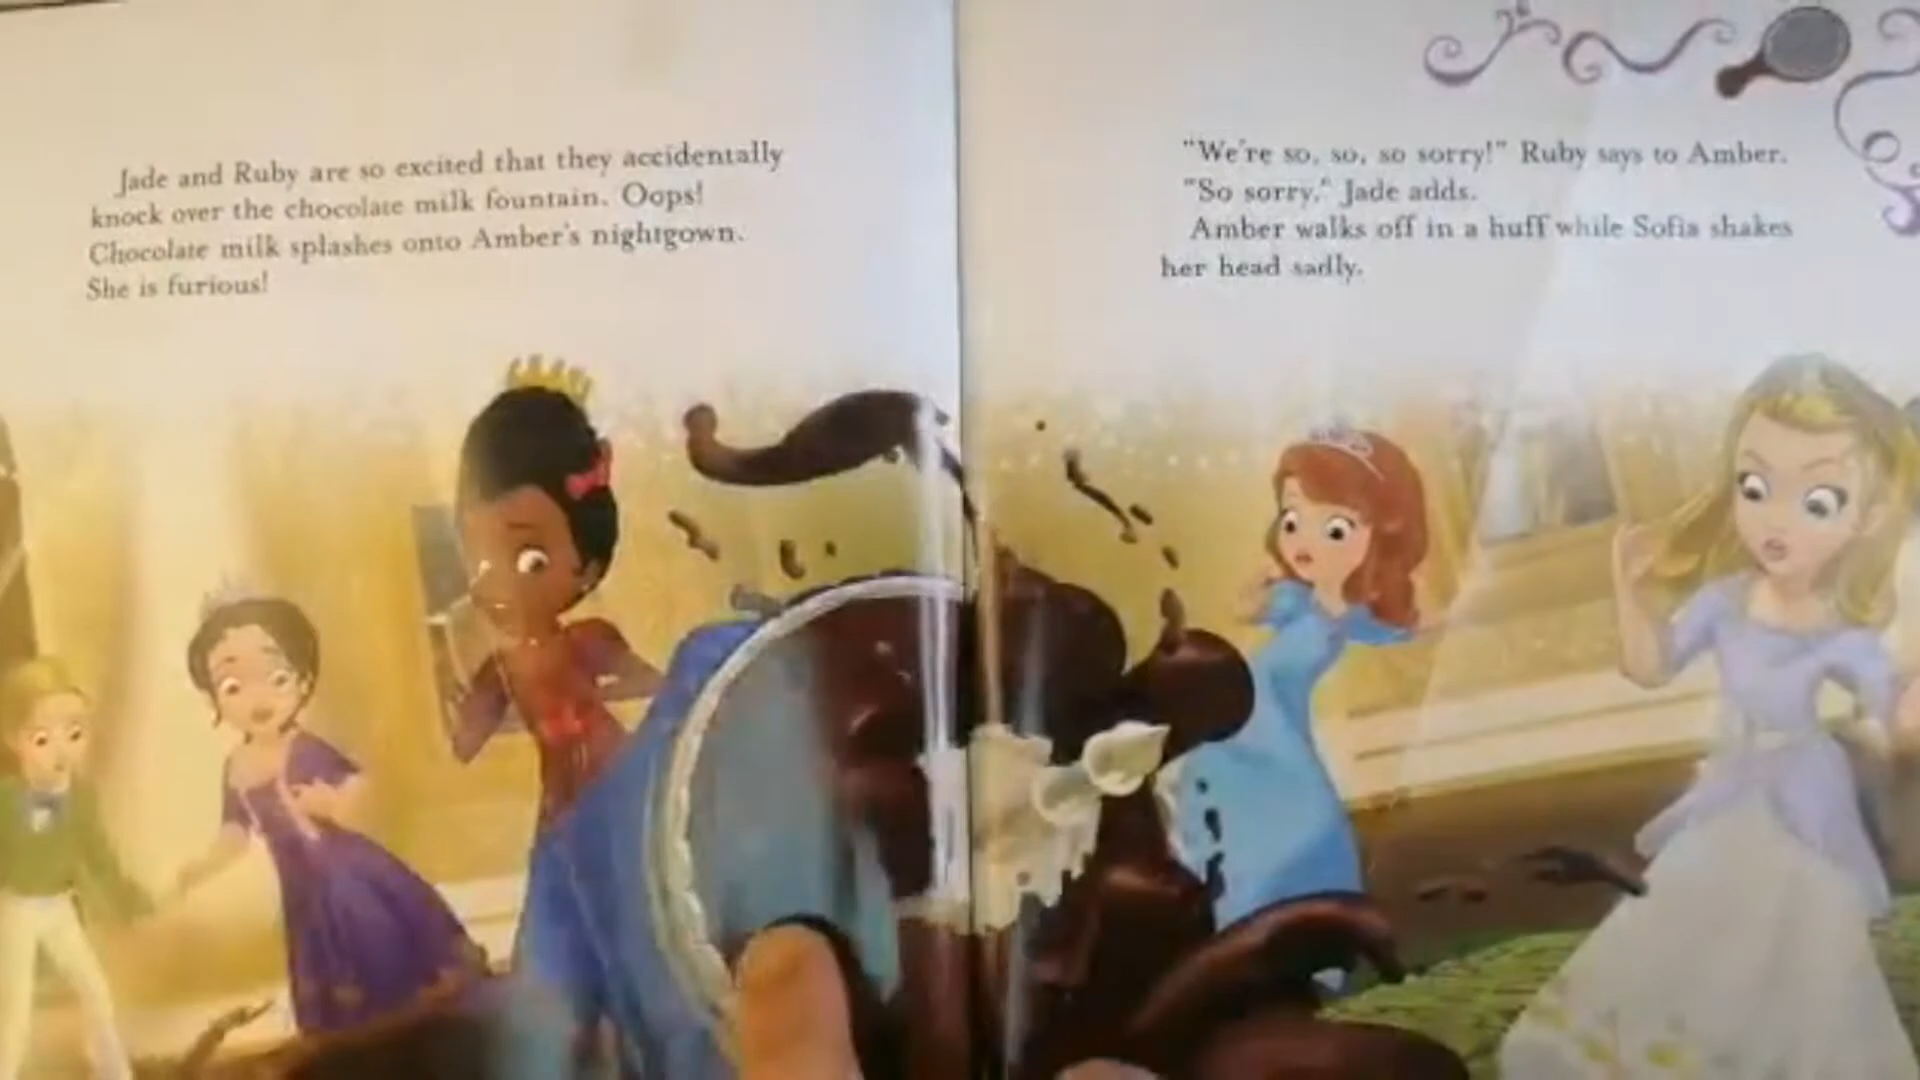 Jade and Ruby are so excited that they accidentally
knock over the chocolate milk fountain. Oops!
Chocolate milk splashes onto Amber's nightgown.
She is furious!
"We're so, so, so sorry!" Ruby says to Amber.
"So sorry," Jade adds.
Amber walks off in a huff while Sofia shakes
her head sadly.